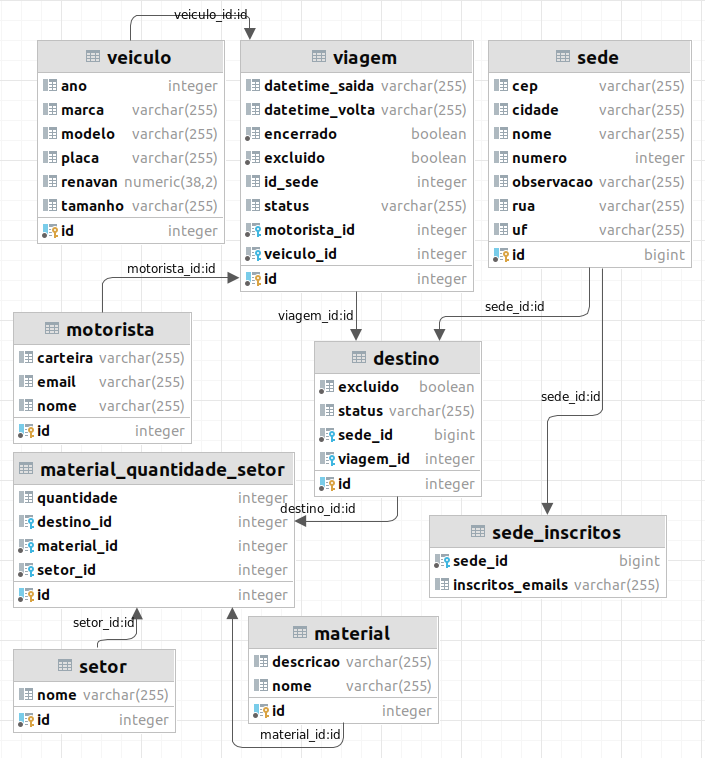 veiculo_id:id
veiculo
ano integer
marca varchar(255)
modelo varchar(255)
placa varchar(255)
renavan numeric(38,2)
tamanho varchar(255)
id integer
viagem
datetime_saida varchar(255)
datetime_volta varchar(255)
encerrado boolean
excluido boolean
id_sede integer
status varchar(255)
motorista_id integer
veiculo_id integer
id integer
sede
cep varchar(255)
cidade varchar(255)
nome varchar(255)
numero integer
observacao varchar(255)
rua varchar(255)
uf varchar(255)
id bigint
motorista_id:id
viagem_id:id
sede_id:id
motorista
carteira varchar(255)
email varchar(255)
nome varchar(255)
id integer
destino
excluido boolean
status varchar(255)
sede_id bigint
viagem_id integer
id integer
sede_id:id
material_quantidade_setor
quantidade integer
destino_id integer
material_id integer
setor_id integer
id integer
destino_id:id
sede_inscritos
sede_id bigint
inscritos_emails varchar(255)
setor_id:id
setor
nome varchar(255)
id integer
material
descricao varchar(255)
nome varchar(255)
id integer
material_id:id